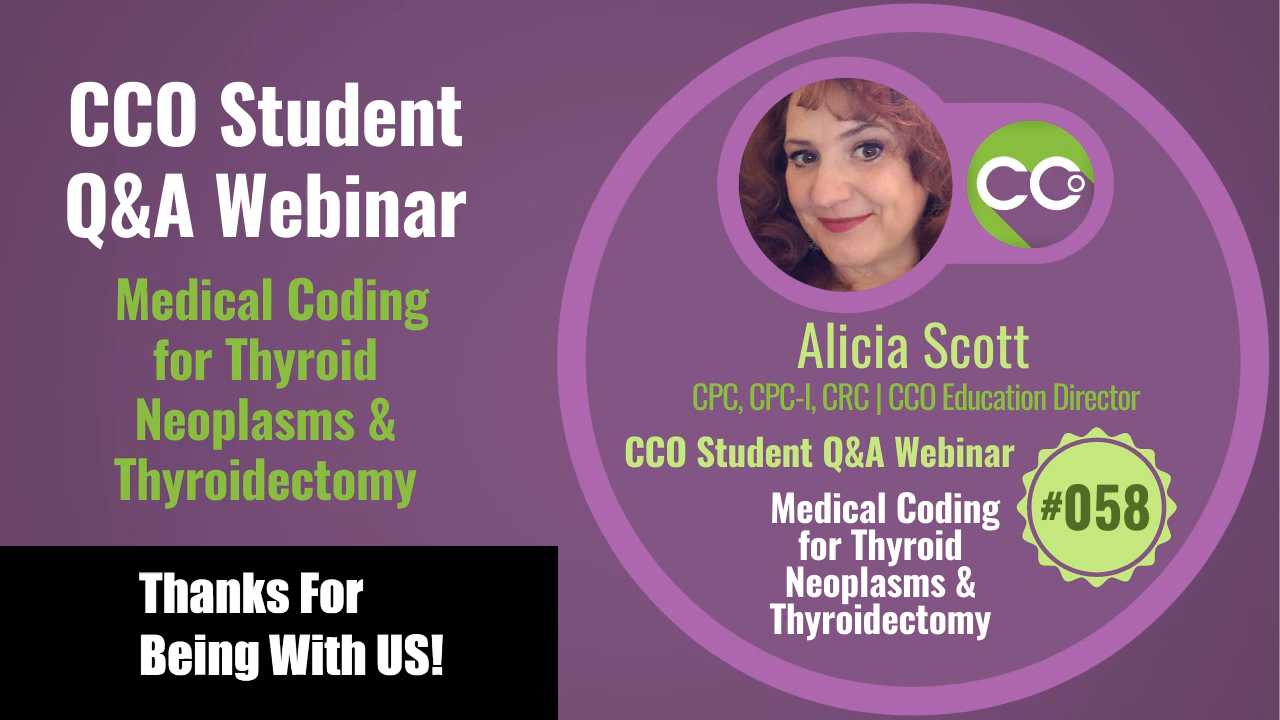 CCO Student
Q&A Webinar
Medical Coding
for Thyroid
Neoplasms &
Thyroidectomy
Thanks For
Being With US!
CCO
Alicia Scott
CPC, CPC-I, CRC | CCO Education Director
CCO Student Q&A Webinar
#058
Medical Coding
for Thyroid
Neoplasms &
Thyroidectomy